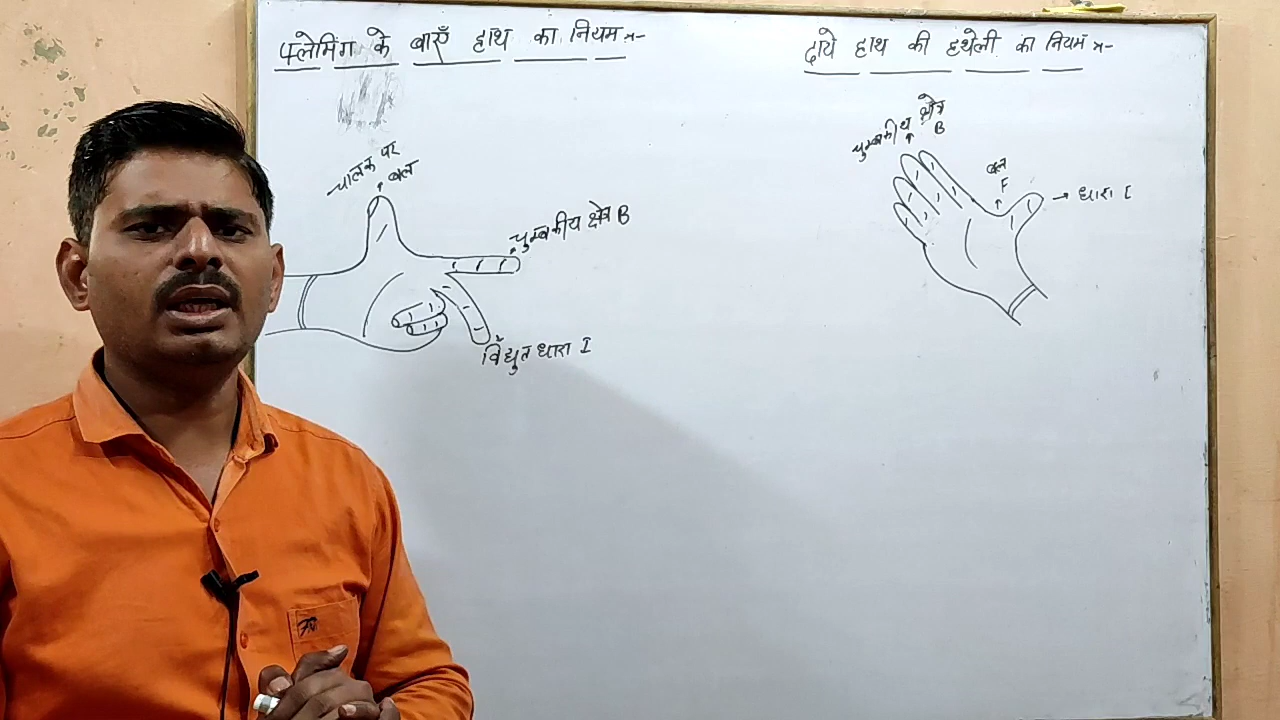 फ्लेमिंग के बाएँ हाथ का नियम :-
चालक पर
बल
चुम्बकीय क्षेत्र B
विद्युत धारा I
दाये हाथ की हथेली का नियम :-
चुम्बकीय क्षेत्र
B
बल
F
→ धारा I